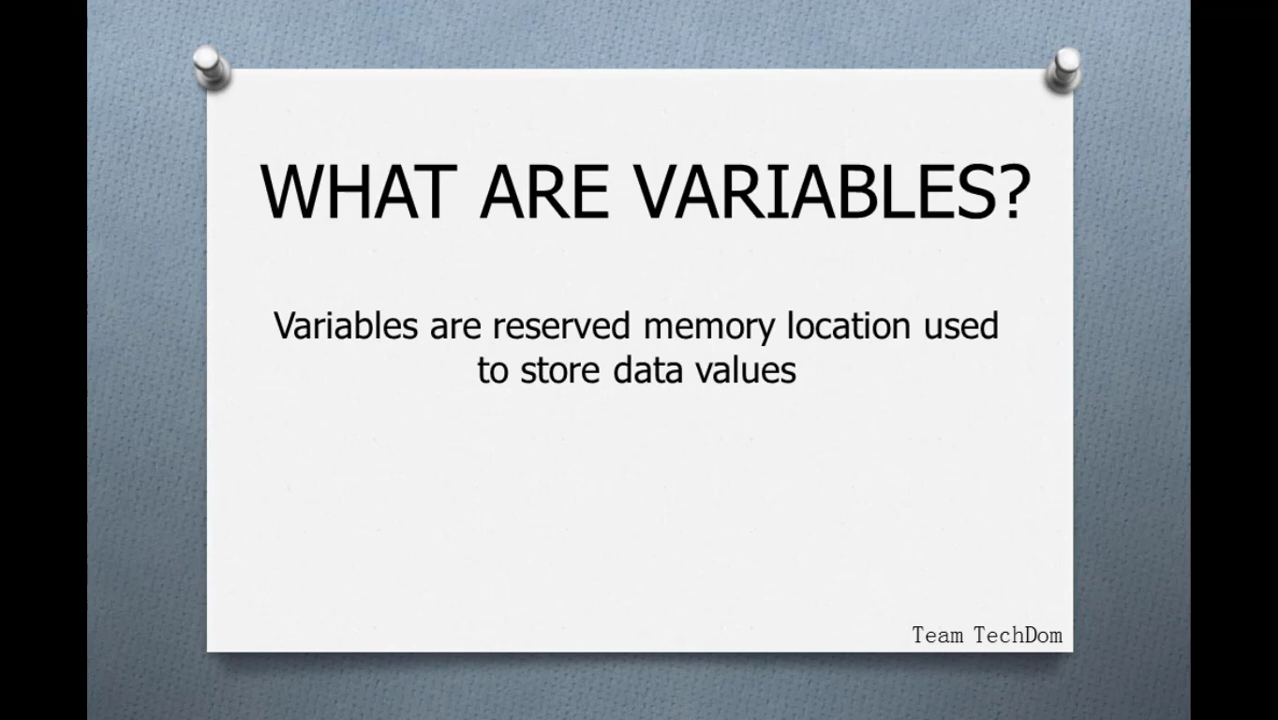 WHAT ARE VARIABLES?
Variables are reserved memory location used
to store data values
Team TechDom